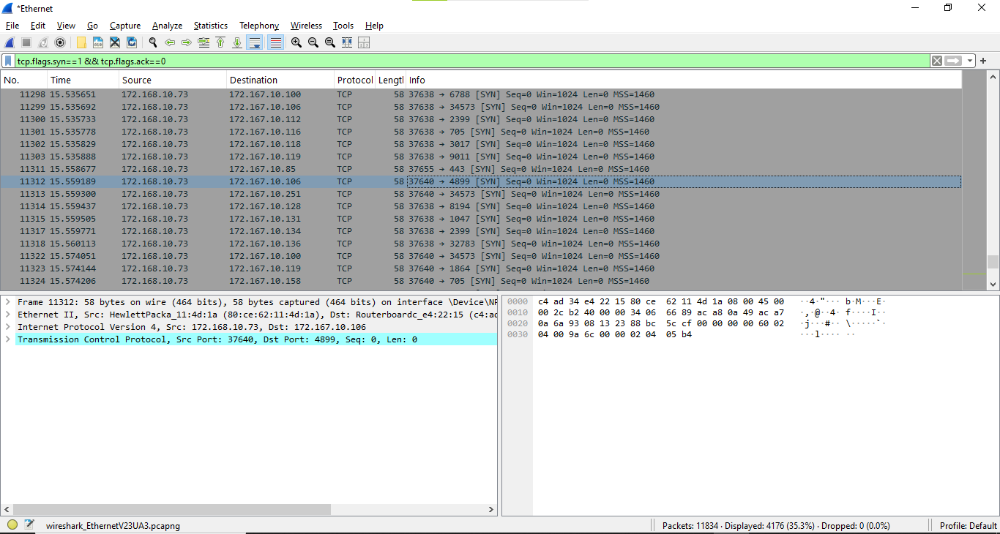 *Ethernet
File Edit View Go Capture Analyze Statistics Telephony Wireless Tools Help
tcp.flags.syn==1 && tcp.flags.ack==0
No. Time Source Destination Protocol Lengtl Info
11298 15.535651 172.168.10.73 172.167.10.100 TCP 58 37638 → 6788 [SYN] Seq=0 Win=1024 Len=0 MSS=1460
11299 15.535692 172.168.10.73 172.167.10.106 TCP 58 37638 → 34573 [SYN] Seq=0 Win=1024 Len=0 MSS=1460
11300 15.535733 172.168.10.73 172.167.10.112 TCP 58 37638 → 2399 [SYN] Seq=0 Win=1024 Len=0 MSS=1460
11301 15.535778 172.168.10.73 172.167.10.116 TCP 58 37638 → 705 [SYN] Seq=0 Win=1024 Len=0 MSS=1460
11302 15.535829 172.168.10.73 172.167.10.118 TCP 58 37638 → 3017 [SYN] Seq=0 Win=1024 Len=0 MSS=1460
11303 15.535888 172.168.10.73 172.167.10.119 TCP 58 37638 → 9011 [SYN] Seq=0 Win=1024 Len=0 MSS=1460
11311 15.558677 172.168.10.73 172.167.10.85 TCP 58 37655 → 443 [SYN] Seq=0 Win=1024 Len=0 MSS=1460
11312 15.559189 172.168.10.73 172.167.10.106 TCP 58 37640 → 4899 [SYN] Seq=0 Win=1024 Len=0 MSS=1460
11313 15.559300 172.168.10.73 172.167.10.251 TCP 58 37640 → 34573 [SYN] Seq=0 Win=1024 Len=0 MSS=1460
11314 15.559437 172.168.10.73 172.167.10.128 TCP 58 37638 → 8194 [SYN] Seq=0 Win=1024 Len=0 MSS=1460
11315 15.559505 172.168.10.73 172.167.10.131 TCP 58 37638 → 1047 [SYN] Seq=0 Win=1024 Len=0 MSS=1460
11317 15.559771 172.168.10.73 172.167.10.134 TCP 58 37638 → 2399 [SYN] Seq=0 Win=1024 Len=0 MSS=1460
11318 15.560113 172.168.10.73 172.167.10.136 TCP 58 37638 → 32783 [SYN] Seq=0 Win=1024 Len=0 MSS=1460
11322 15.574051 172.168.10.73 172.167.10.100 TCP 58 37640 → 34573 [SYN] Seq=0 Win=1024 Len=0 MSS=1460
11323 15.574144 172.168.10.73 172.167.10.119 TCP 58 37640 → 1864 [SYN] Seq=0 Win=1024 Len=0 MSS=1460
11324 15.574206 172.168.10.73 172.167.10.158 TCP 58 37640 → 705 [SYN] Seq=0 Win=1024 Len=0 MSS=1460
Frame 11312: 58 bytes on wire (464 bits), 58 bytes captured (464 bits) on interface \Device\NF
Ethernet II, Src: HewlettPacka_11:4d:1a (80:ce:62:11:4d:1a), Dst: Routerboardc_e4:22:15 (c4:ad
Internet Protocol Version 4, Src: 172.168.10.73, Dst: 172.167.10.106
Transmission Control Protocol, Src Port: 37640, Dst Port: 4899, Seq: 0, Len: 0
0000 c4 ad 34 e4 22 15 80 ce 62 11 4d 1a 08 00 45 00 ··4·"··· b·M···E·
0010 00 2c b2 40 00 00 34 06 66 89 ac a8 0a 49 ac a7 ·,·@··4· f····I··
0020 0a 6a 93 08 13 23 88 bc 5c cf 00 00 00 00 60 02 ·j···#·· \·····`·
0030 04 00 9a 6c 00 00 02 04 05 b4 ···l···· ··
wireshark_EthernetV23UA3.pcapng
Packets: 11834 · Displayed: 4176 (35.3%) · Dropped: 0 (0.0%)
Profile: Default